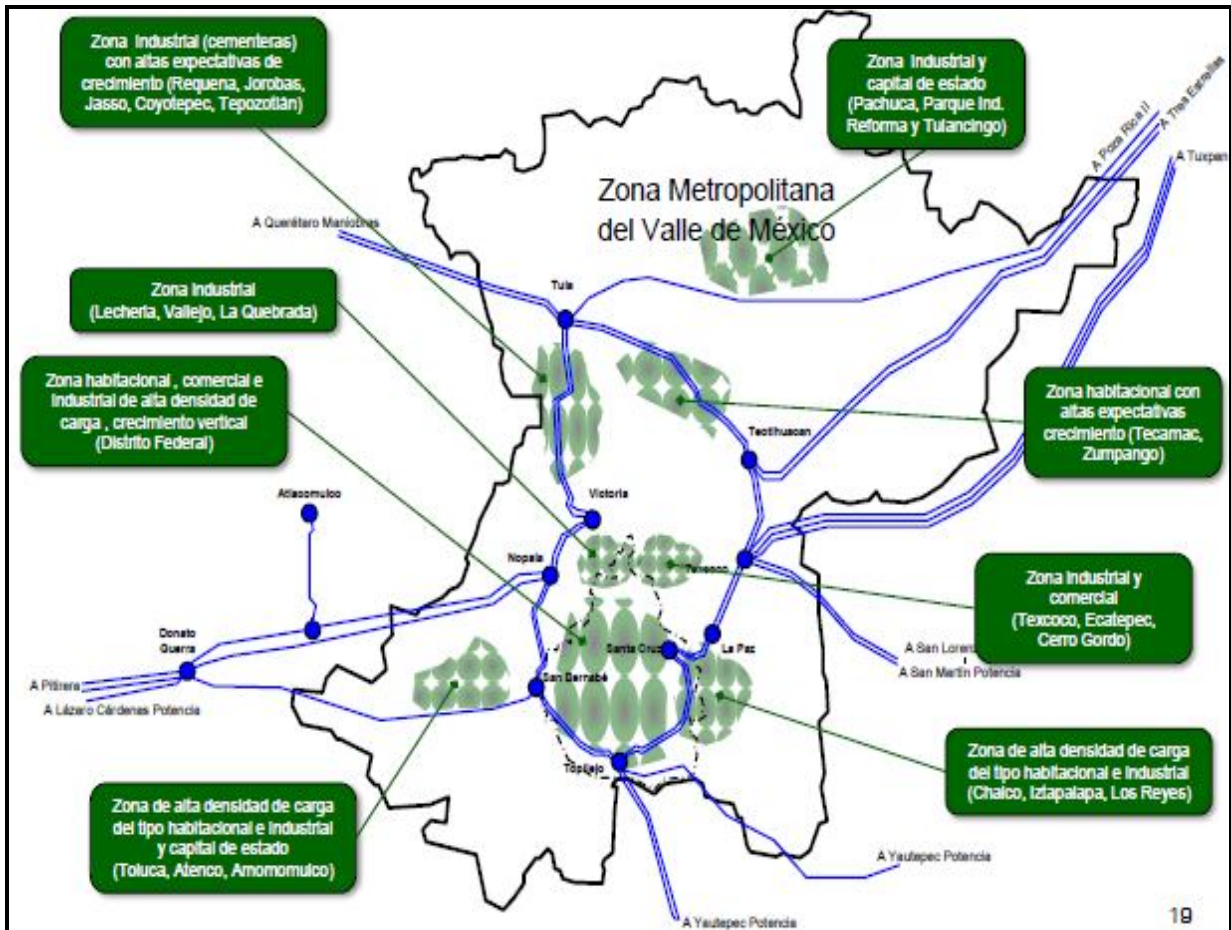 Zona Industrial (cementeras)
con altas expectativas de
crecimiento (Requena, Jorobas,
Jasso, Coyotepec, Tepozotlán)
Zona Industrial y
capital de estado
(Pachuca, Parque Ind.
Reforma y Tulancingo)
A Poza Rica II
A Tres Estrellas
A Tuxpan
Zona Metropolitana
del Valle de México
A Querétaro Maniobras
Tula
Zona Industrial
(Lechería, Vallejo, La Quebrada)
Zona habitacional , comercial e
Industrial de alta densidad de
carga , crecimiento vertical
(Distrito Federal)
Zona habitacional con
altas expectativas
crecimiento (Tecamac,
Zumpango)
Teotihuacan
Atlacomulco
Victoria
Nopala
Texcoco
Zona Industrial y
comercial
(Texcoco, Ecatepec,
Cerro Gordo)
Donato
Guerra
Santa Cruz
La Paz
A San Lorenz
A San Martín Potencia
San Bernabé
A Pitirera
A Lázaro Cárdenas Potencia
Topilejo
Zona de alta densidad de carga
del tipo habitacional e Industrial
(Chalco, Iztapalapa, Los Reyes)
Zona de alta densidad de carga
del tipo habitacional e Industrial
y capital de estado
(Toluca, Atenco, Amomomulco)
A Yautepec Potencia
A Yautepec Potencia